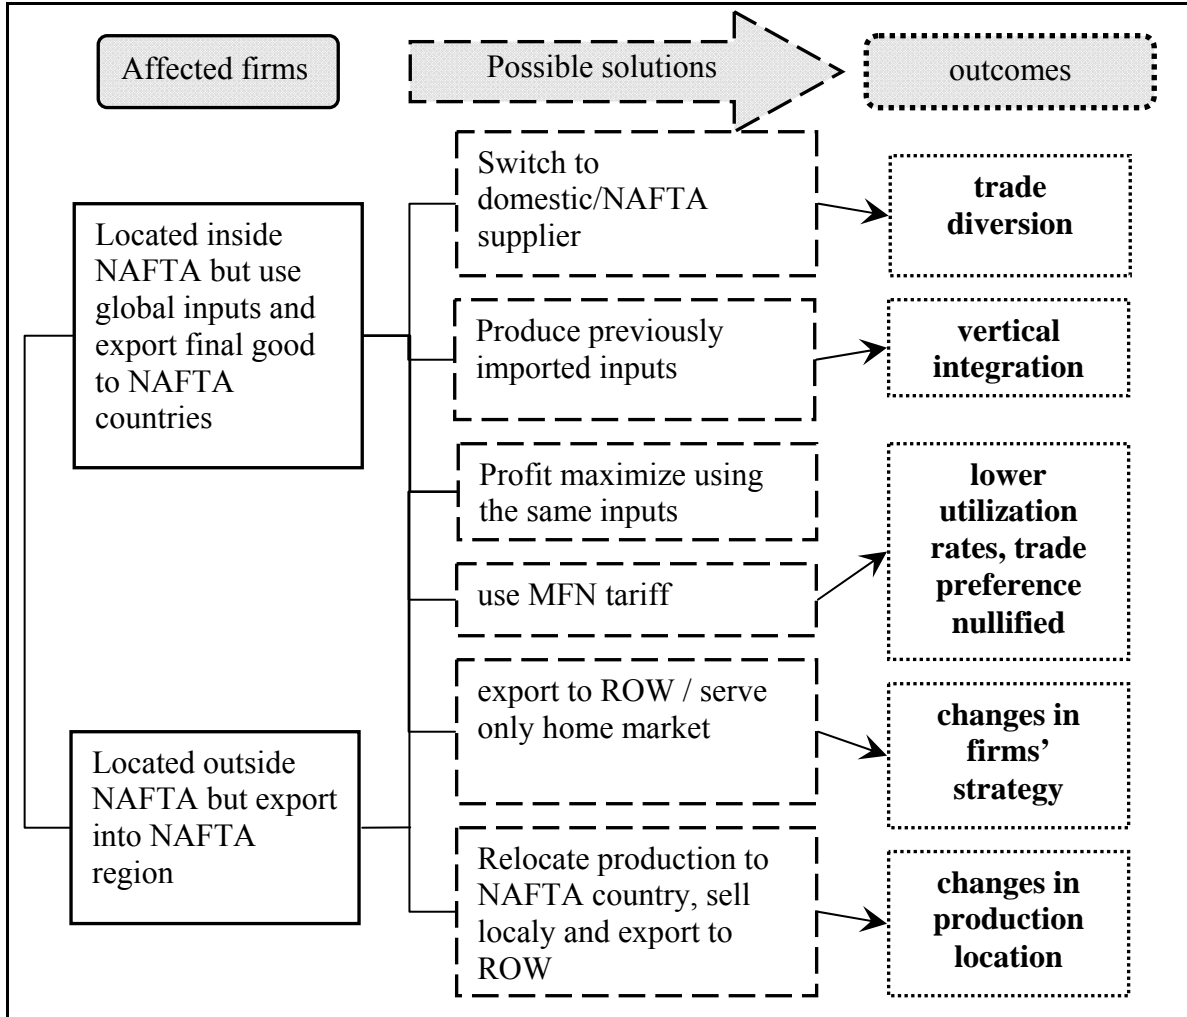 Affected firms
Possible solutions
outcomes
Located inside
NAFTA but use
global inputs and
export final good
to NAFTA
countries
Located outside
NAFTA but export
into NAFTA
region
Switch to
domestic/NAFTA
supplier
Produce previously
imported inputs
Profit maximize using
the same inputs
use MFN tariff
export to ROW / serve
only home market
Relocate production to
NAFTA country, sell
localy and export to
ROW
trade
diversion
vertical
integration
lower
utilization
rates, trade
preference
nullified
changes in
firms’
strategy
changes in
production
location